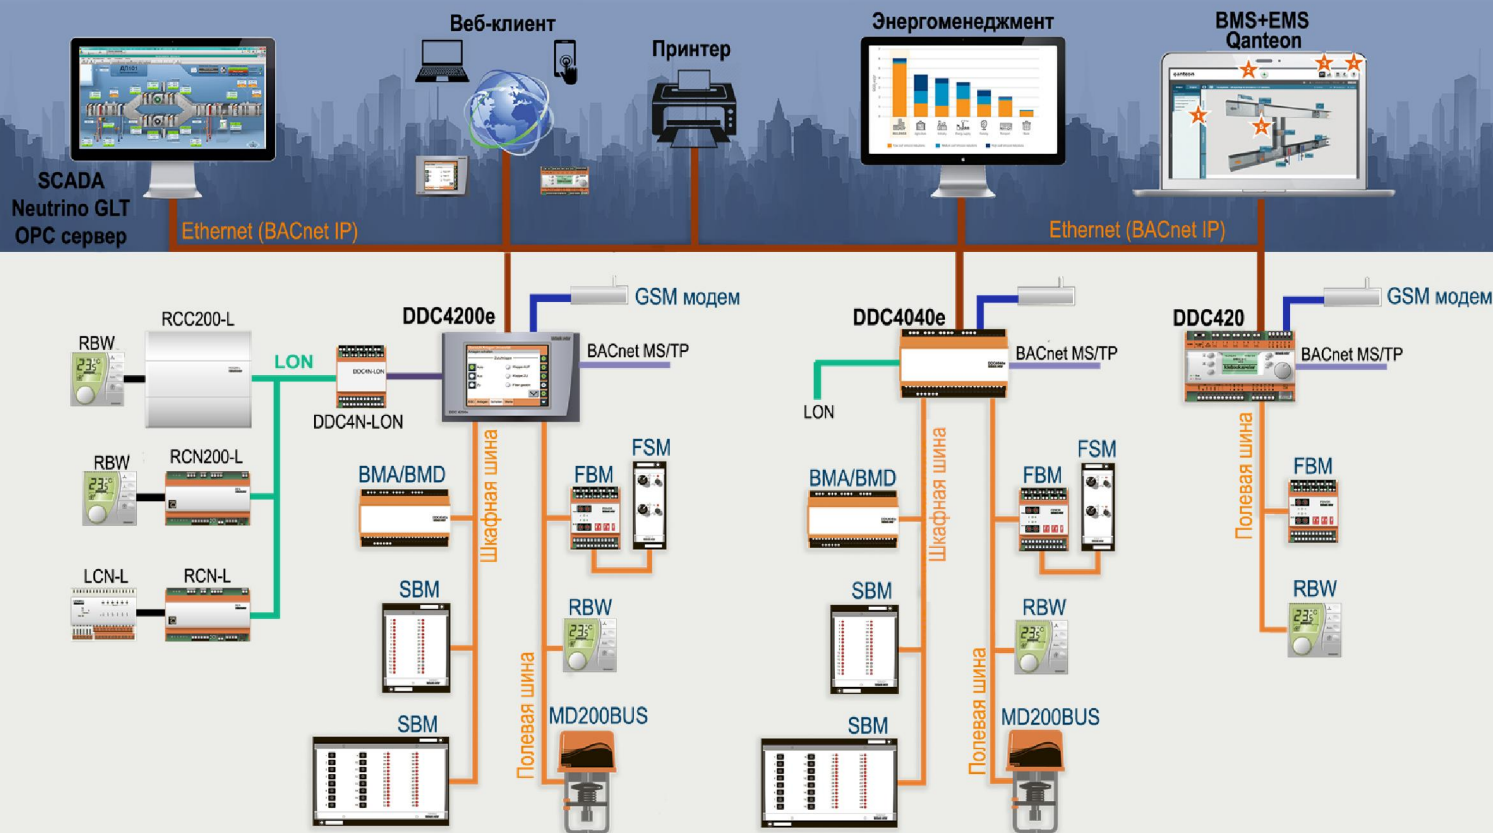 Веб-клиент
Принтер
Энергоменеджмент
BMS+EMS
Qanteon
qanteon
SCADA
Neutrino GLT
OPC сервер
Ethernet (BACnet IP)
Ethernet (BACnet IP)
GSM модем
GSM модем
DDC4200e
DDC4040e
DDC420
RCC200-L
RBW
LON
DDC4N-LON
DDC4N-LON
BACnet MS/TP
BACnet MS/TP
BACnet MS/TP
LON
RBW
RCN200-L
LCN-L
RCN-L
BMA/BMD
Шкафная шина
FBM
FSM
SBM
RBW
SBM
Полевая шина
MD200BUS
BMA/BMD
Шкафная шина
FBM
FSM
SBM
RBW
SBM
Полевая шина
MD200BUS
Полевая шина
FBM
RBW